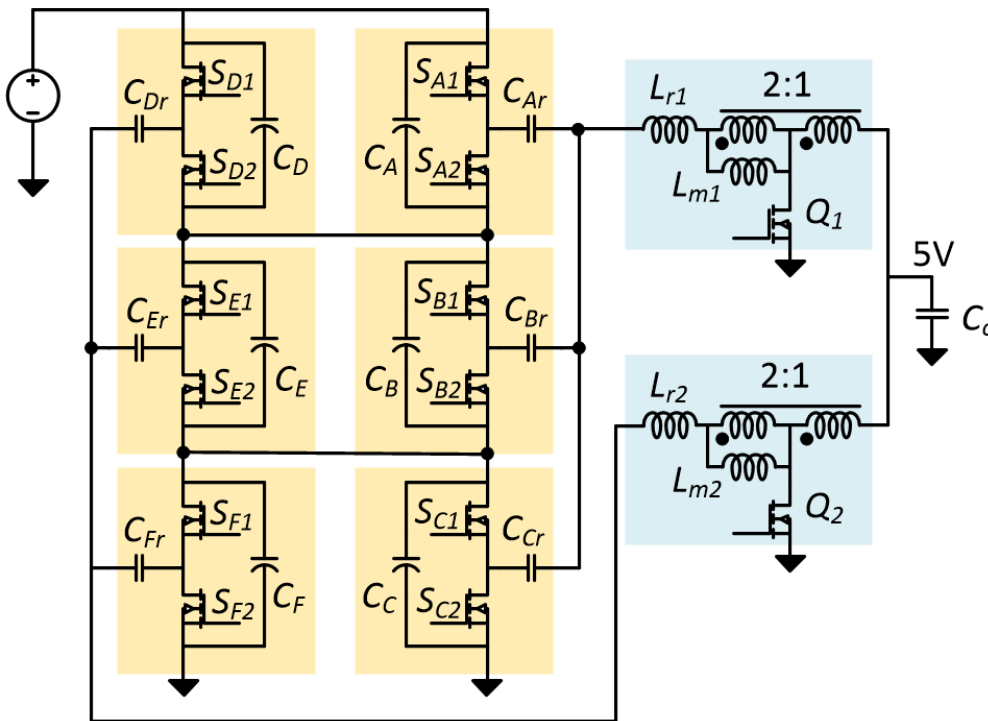 S_D1
C_Dr
S_D2
C_D
S_A1
C_Ar
C_A
S_A2
L_r1
2:1
L_m1
Q_1
S_E1
C_Er
S_E2
C_E
S_B1
C_Br
C_B
S_B2
5V
C_o
L_r2
2:1
L_m2
Q_2
S_F1
C_Fr
S_F2
C_F
S_C1
C_Cr
C_C
S_C2